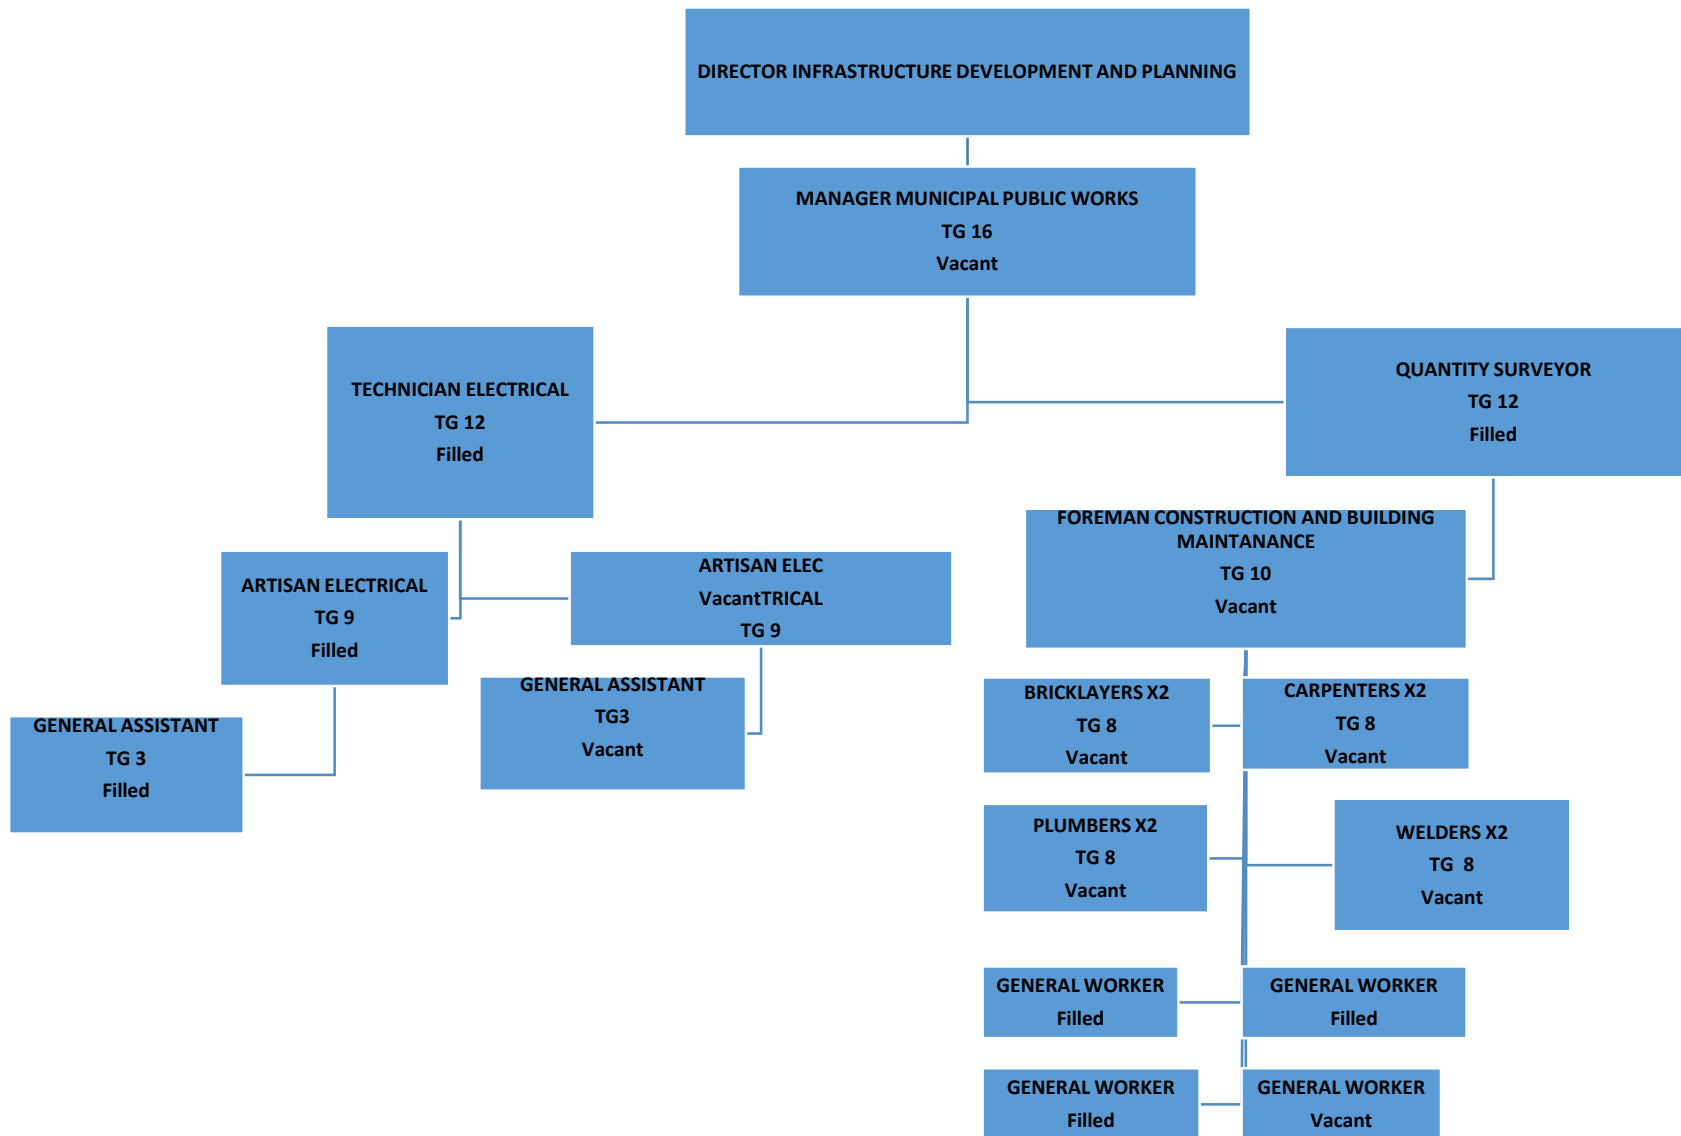 DIRECTOR INFRASTRUCTURE DEVELOPMENT AND PLANNING
MANAGER MUNICIPAL PUBLIC WORKS
TG 16
Vacant
TECHNICIAN ELECTRICAL
TG 12
Filled
QUANTITY SURVEYOR
TG 12
Filled
ARTISAN ELECTRICAL
TG 9
Filled
ARTISAN ELEC
VacantTRICAL
TG 9
FOREMAN CONSTRUCTION AND BUILDING
MAINTANANCE
TG 10
Vacant
GENERAL ASSISTANT
TG 3
Filled
GENERAL ASSISTANT
TG3
Vacant
BRICKLAYERS X2
TG 8
Vacant
CARPENTERS X2
TG 8
Vacant
PLUMBERS X2
TG 8
Vacant
WELDERS X2
TG  8
Vacant
GENERAL WORKER
Filled
GENERAL WORKER
Filled
GENERAL WORKER
Filled
GENERAL WORKER
Vacant